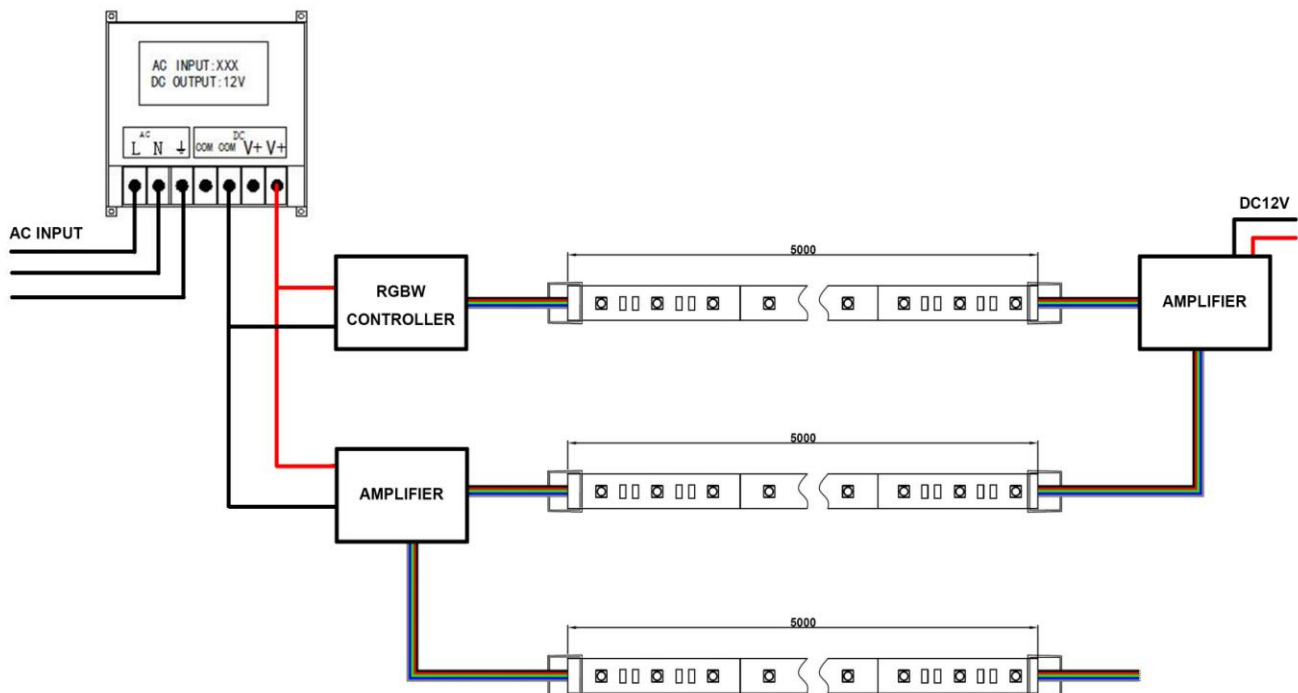 AC INPUT:XXX
DC OUTPUT:12V
AC
DC
L N ⏚ COM COM V+ V+
AC INPUT
DC12V
5000
RGBW
CONTROLLER
AMPLIFIER
5000
AMPLIFIER
5000